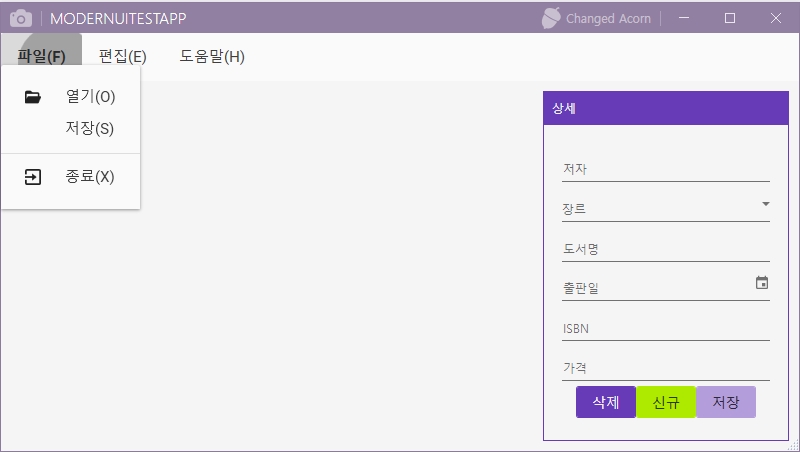 MODERNUITESTAPP
Changed Acorn
파일(F) 편집(E) 도움말(H)
열기(O)
저장(S)
종료(X)
상세
저자
장르
도서명
출판일
ISBN
가격
삭제 신규 저장